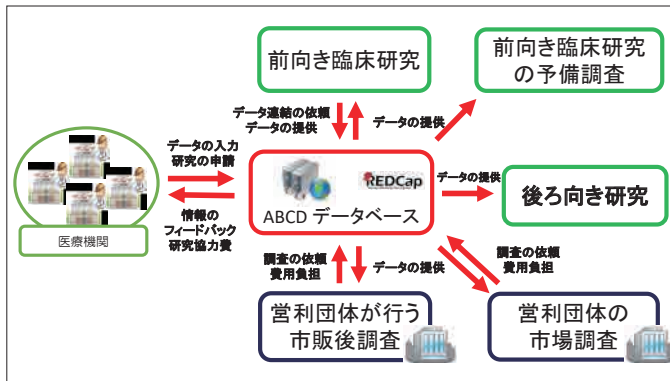 前向き臨床研究
前向き臨床研究
の予備調査
データ連結の依頼
データの提供
データの提供
データの提供
データの入力
研究の申請
REDCap
ABCD データベース
データの提供
後ろ向き研究
情報の
フィードバック
研究協力費
医療機関
調査の依頼
費用負担
データの提供
調査の依頼
費用負担
営利団体が行う
市販後調査
営利団体の
市場調査